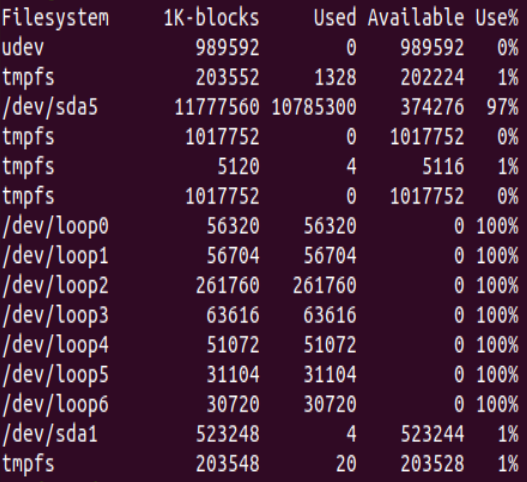 Filesystem 1K-blocks Used Available Use%
udev 989592 0 989592 0%
tmpfs 203552 1328 202224 1%
/dev/sda5 11777560 10785300 374276 97%
tmpfs 1017752 0 1017752 0%
tmpfs 5120 4 5116 1%
tmpfs 1017752 0 1017752 0%
/dev/loop0 56320 56320 0 100%
/dev/loop1 56704 56704 0 100%
/dev/loop2 261760 261760 0 100%
/dev/loop3 63616 63616 0 100%
/dev/loop4 51072 51072 0 100%
/dev/loop5 31104 31104 0 100%
/dev/loop6 30720 30720 0 100%
/dev/sda1 523248 4 523244 1%
tmpfs 203548 20 203528 1%